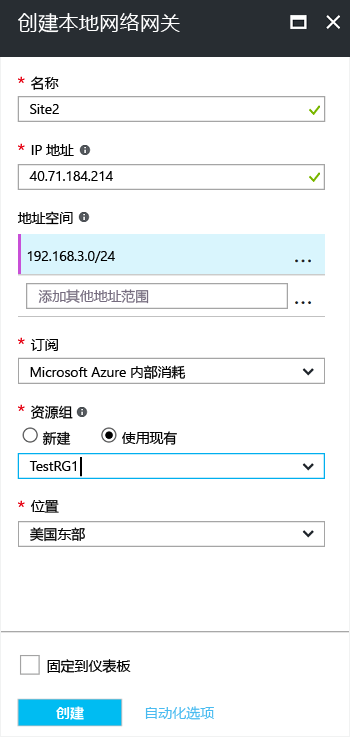 创建本地网络网关
* 名称
Site2
* IP 地址
40.71.184.214
地址空间
192.168.3.0/24
...
添加其他地址范围
...
* 订阅
Microsoft Azure 内部消耗
* 资源组
新建 使用现有
TestRG1
* 位置
美国东部
固定到仪表板
创建 自动化选项